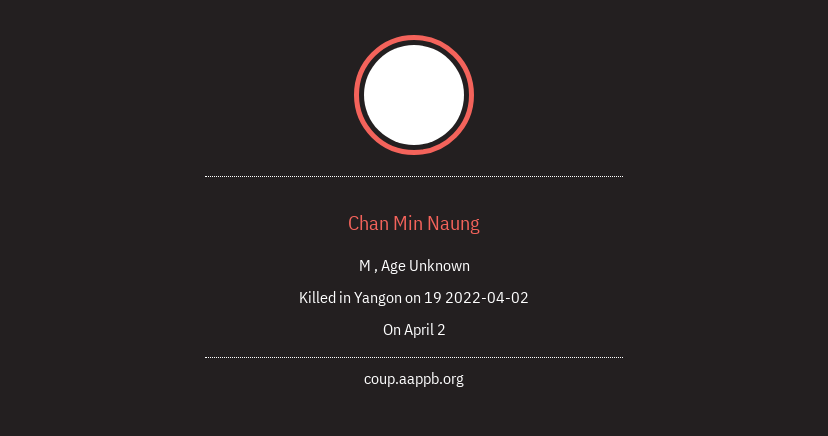 Chan Min Naung
M , Age Unknown
Killed in Yangon on 19 2022-04-02
On April 2
coup.aappb.org